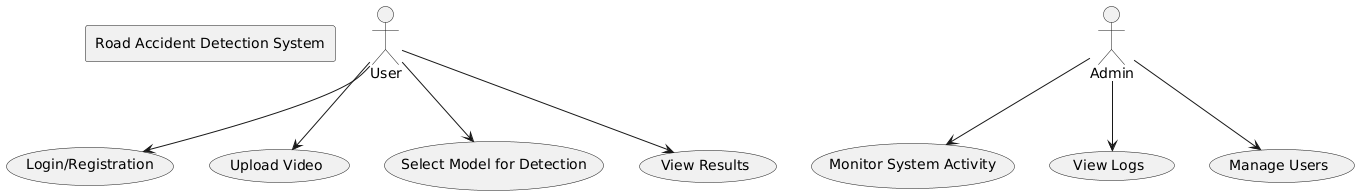 Road Accident Detection System
User
Admin
Login/Registration
Upload Video
Select Model for Detection
View Results
Monitor System Activity
View Logs
Manage Users